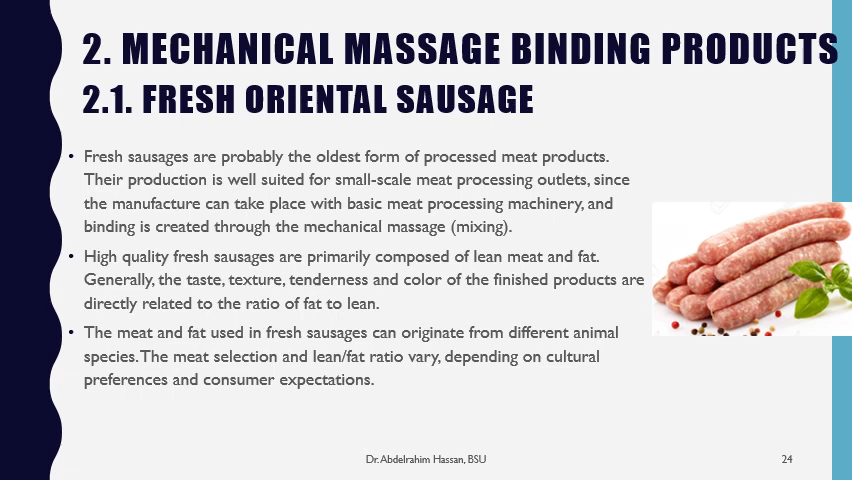 2. MECHANICAL MASSAGE BINDING PRODUCTS
2.1. FRESH ORIENTAL SAUSAGE
• Fresh sausages are probably the oldest form of processed meat products.
Their production is well suited for small-scale meat processing outlets, since
the manufacture can take place with basic meat processing machinery, and
binding is created through the mechanical massage (mixing).
• High quality fresh sausages are primarily composed of lean meat and fat.
Generally, the taste, texture, tenderness and color of the finished products are
directly related to the ratio of fat to lean.
• The meat and fat used in fresh sausages can originate from different animal
species. The meat selection and lean/fat ratio vary, depending on cultural
preferences and consumer expectations.
Dr. Abdelrahim Hassan, BSU
24